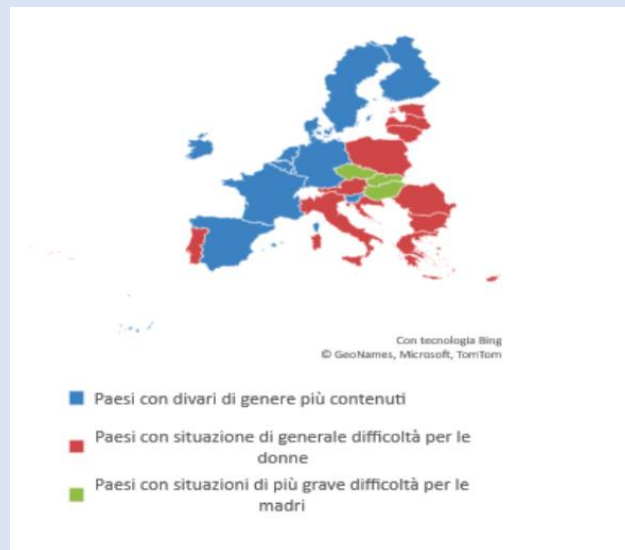 Con tecnologia Bing
© GeoNames, Microsoft, TomTom
Paesi con divari di genere più contenuti
Paesi con situazione di generale difficoltà per le
donne
Paesi con situazioni di più grave difficoltà per le
madri